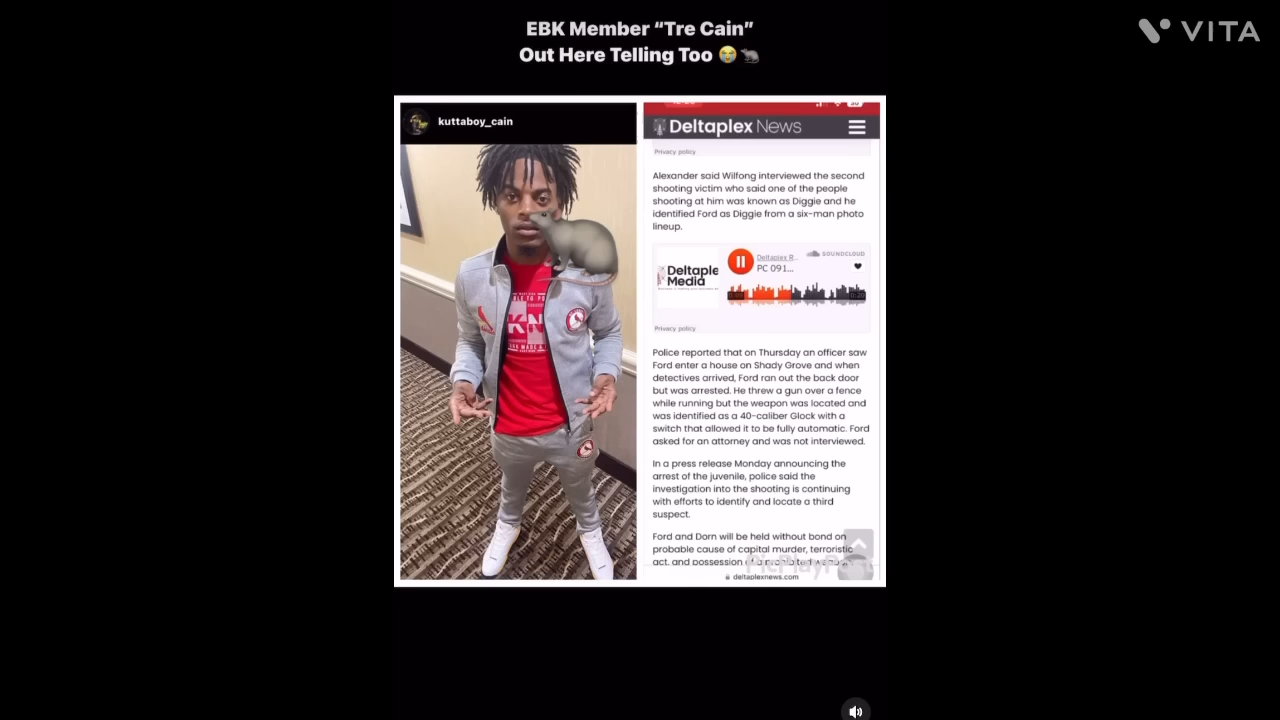 EBK Member “Tre Cain”
Out Here Telling Too 😭🐀
VITA
kuttaboy_cain
Deltaplex News
Privacy policy
Alexander said Wilfong interviewed the second
shooting victim who said one of the people
shooting at him was known as Diggie and he
identified Ford as Diggie from a six-man photo
lineup.
Deltaple
Media
Deltaplex R...
PC 091...
SOUNDCLOUD
Privacy policy
Police reported that on Thursday an officer saw
Ford enter a house on Shady Grove and when
detectives arrived, Ford ran out the back door
but was arrested. He threw a gun over a fence
while running but the weapon was located and
was identified as a 40-caliber Glock with a
switch that allowed it to be fully automatic. Ford
asked for an attorney and was not interviewed.
In a press release Monday announcing the
arrest of the juvenile, police said the
investigation into the shooting is continuing
with efforts to identify and locate a third
suspect.
Ford and Dorn will be held without bond on
probable cause of capital murder, terroristic
act, and possession of a prohibited
deltaplexnews.com